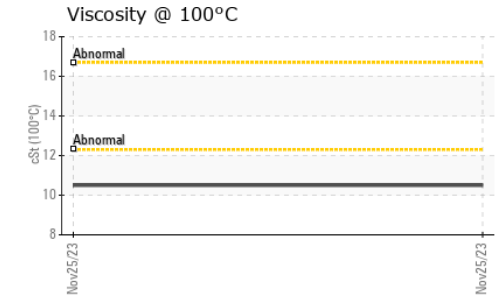 Viscosity @ 100°C
cSt (100°C)
18
16
14
12
10
8
Abnormal
Abnormal
Nov25/23
Nov25/23